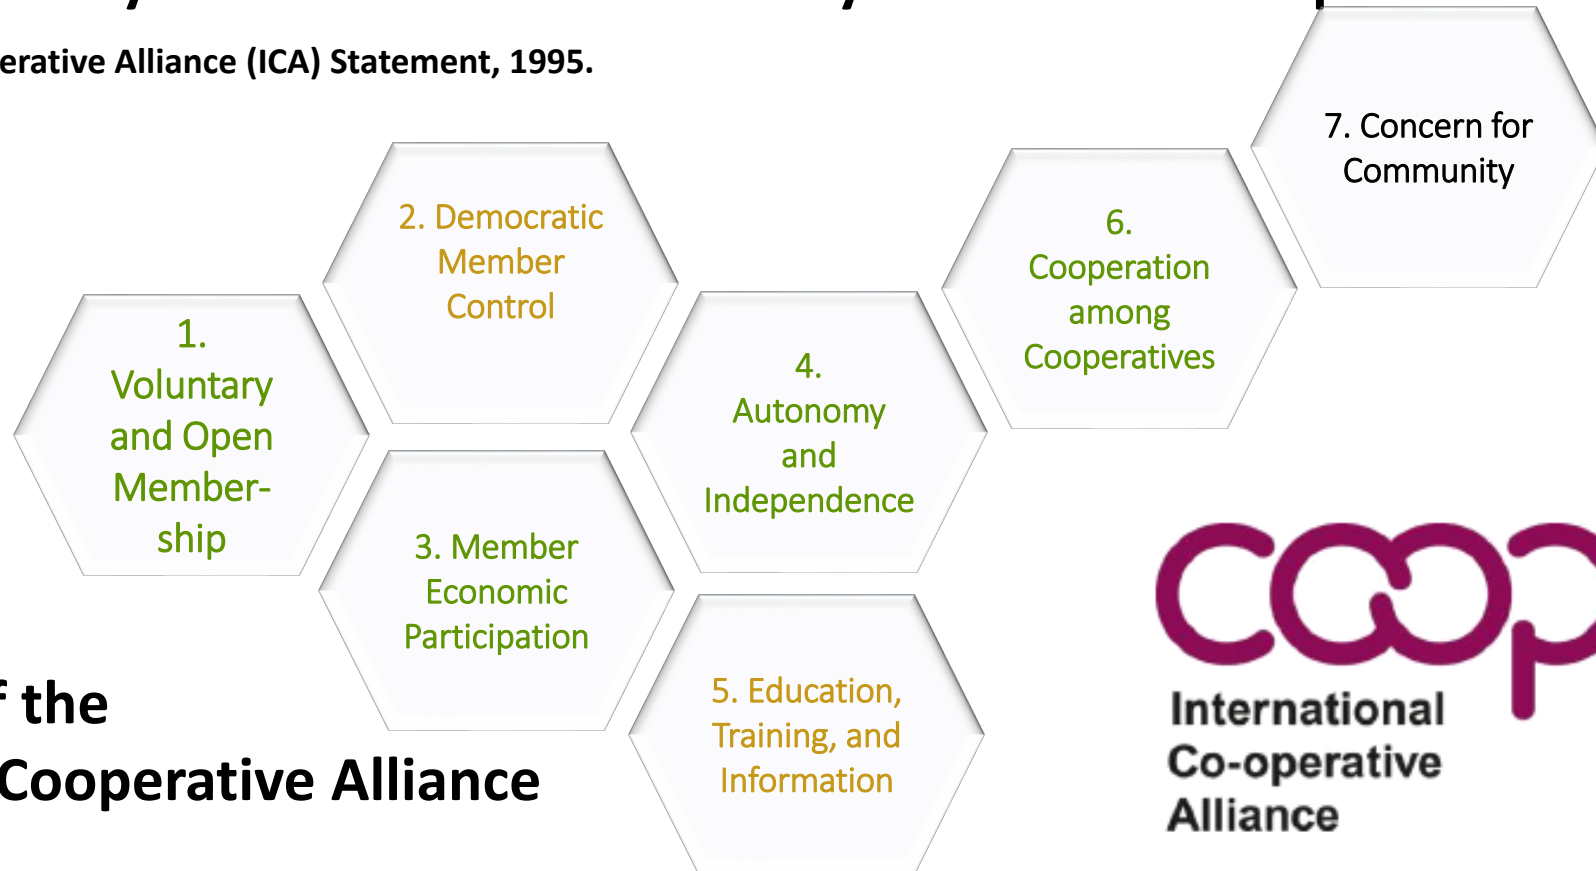 erative Alliance (ICA) Statement, 1995.
7. Concern for
Community
2. Democratic
Member
Control
6.
Cooperation
among
Cooperatives
1.
Voluntary
and Open
Member-
ship
4.
Autonomy
and
Independence
3. Member
Economic
Participation
5. Education,
Training, and
Information
f the
Cooperative Alliance
coop
International
Co-operative
Alliance